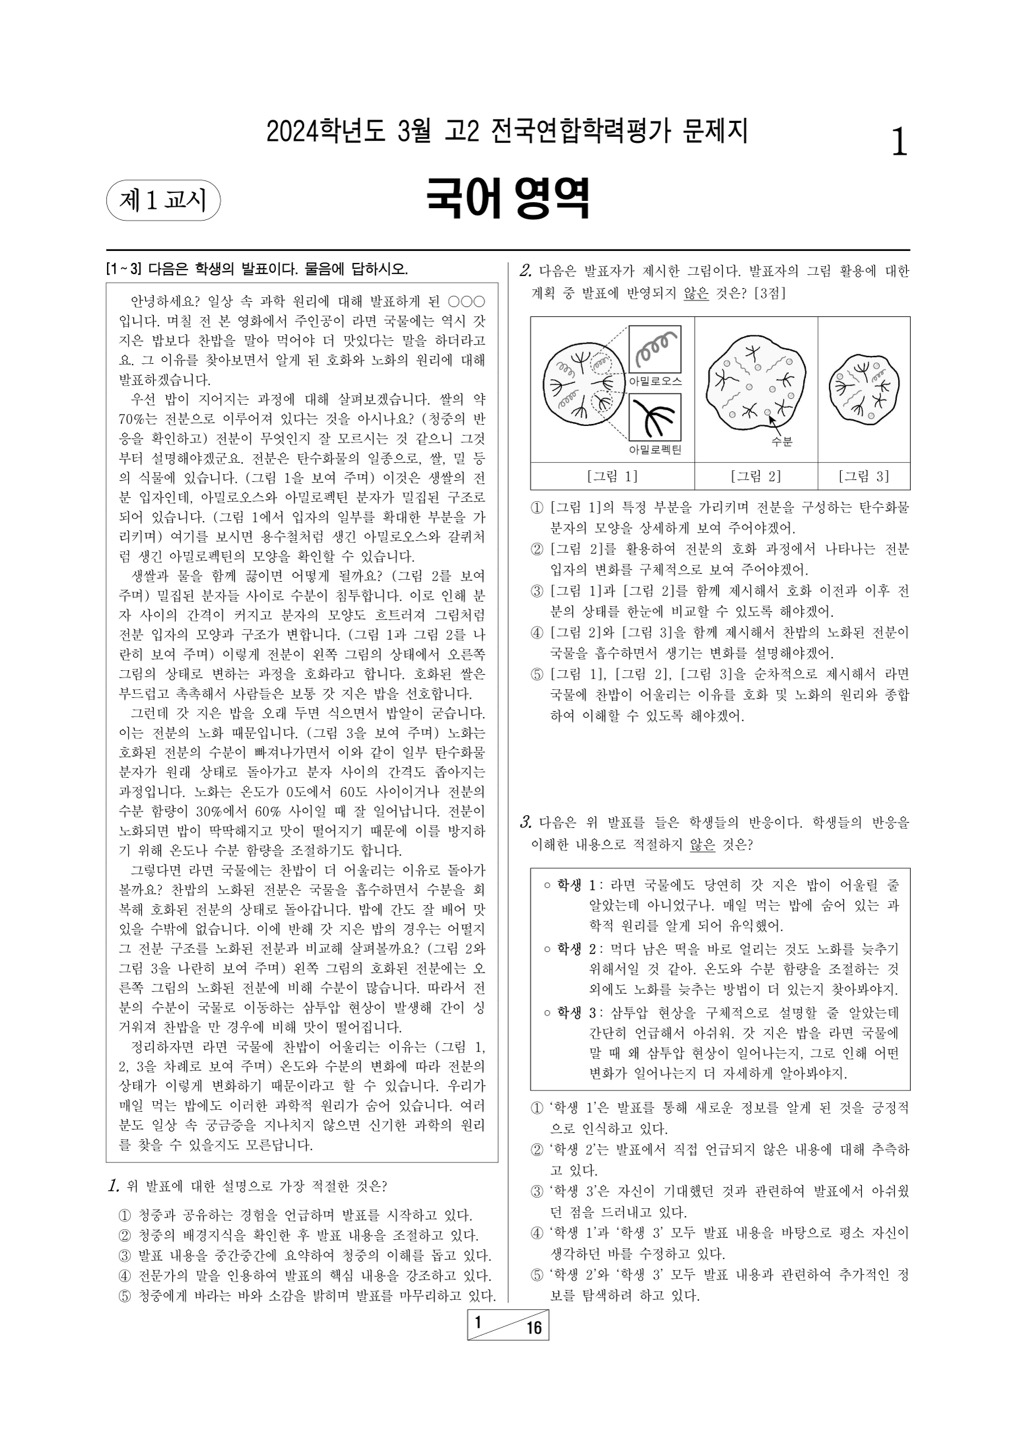 2024학년도 3월 고2 전국연합학력평가 문제지
1
제 1 교시
국어 영역
[1~3] 다음은 학생의 발표이다. 물음에 답하시오.
안녕하세요? 일상 속 과학 원리에 대해 발표하게 된 ○○○
입니다. 며칠 전 본 영화에서 주인공이 라면 국물에는 역시 갓
지은 밥보다 찬밥을 말아 먹어야 더 맛있다는 말을 하더라고
요. 그 이유를 찾아보면서 알게 된 호화와 노화의 원리에 대해
발표하겠습니다.
우선 밥이 지어지는 과정에 대해 살펴보겠습니다. 쌀의 약
70%는 전분으로 이루어져 있다는 것을 아시나요? (청중의 반
응을 확인하고) 전분이 무엇인지 잘 모르시는 것 같으니 그것
부터 설명해야겠군요. 전분은 탄수화물의 일종으로, 쌀, 밀 등
의 식물에 있습니다. (그림 1을 보여 주며) 이것은 생쌀의 전
분 입자인데, 아밀로오스와 아밀로펙틴 분자가 밀집된 구조로
되어 있습니다. (그림 1에서 입자의 일부를 확대한 부분을 가
리키며) 여기를 보시면 용수철처럼 생긴 아밀로오스와 갈퀴처
럼 생긴 아밀로펙틴의 모양을 확인할 수 있습니다.
생쌀과 물을 함께 끓이면 어떻게 될까요? (그림 2를 보여
주며) 밀집된 분자들 사이로 수분이 침투합니다. 이로 인해 분
자 사이의 간격이 커지고 분자의 모양도 흐트러져 그림처럼
전분 입자의 모양과 구조가 변합니다. (그림 1과 그림 2를 나
란히 보여 주며) 이렇게 전분이 왼쪽 그림의 상태에서 오른쪽
그림의 상태로 변하는 과정을 호화라고 합니다. 호화된 쌀은
부드럽고 촉촉해서 사람들은 보통 갓 지은 밥을 선호합니다.
그런데 갓 지은 밥을 오래 두면 식으면서 밥알이 굳습니다.
이는 전분의 노화 때문입니다. (그림 3을 보여 주며) 노화는
호화된 전분의 수분이 빠져나가면서 이와 같이 일부 탄수화물
분자가 원래 상태로 돌아가고 분자 사이의 간격도 좁아지는
과정입니다. 노화는 온도가 0도에서 60도 사이이거나 전분의
수분 함량이 30%에서 60% 사이일 때 잘 일어납니다. 전분이
노화되면 밥이 딱딱해지고 맛이 떨어지기 때문에 이를 방지하
기 위해 온도나 수분 함량을 조절하기도 합니다.
그렇다면 라면 국물에는 찬밥이 더 어울리는 이유로 돌아가
볼까요? 찬밥의 노화된 전분은 국물을 흡수하면서 수분을 회
복해 호화된 전분의 상태로 돌아갑니다. 밥에 간도 잘 배어 맛
있을 수밖에 없습니다. 이에 반해 갓 지은 밥의 경우는 어떨지
그 전분 구조를 노화된 전분과 비교해 살펴볼까요? (그림 2와
그림 3을 나란히 보여 주며) 왼쪽 그림의 호화된 전분에는 오
른쪽 그림의 노화된 전분에 비해 수분이 많습니다. 따라서 전
분의 수분이 국물로 이동하는 삼투압 현상이 발생해 간이 싱
거워져 찬밥을 만 경우에 비해 맛이 떨어집니다.
정리하자면 라면 국물에 찬밥이 어울리는 이유는 (그림 1,
2, 3을 차례로 보여 주며) 온도와 수분의 변화에 따라 전분의
상태가 이렇게 변화하기 때문이라고 할 수 있습니다. 우리가
매일 먹는 밥에도 이러한 과학적 원리가 숨어 있습니다. 여러
분도 일상 속 궁금증을 지나치지 않으면 신기한 과학의 원리
를 찾을 수 있을지도 모른답니다.
1. 위 발표에 대한 설명으로 가장 적절한 것은?
① 청중과 공유하는 경험을 언급하며 발표를 시작하고 있다.
② 청중의 배경지식을 확인한 후 발표 내용을 조절하고 있다.
③ 발표 내용을 중간중간에 요약하여 청중의 이해를 돕고 있다.
④ 전문가의 말을 인용하여 발표의 핵심 내용을 강조하고 있다.
⑤ 청중에게 바라는 바와 소감을 밝히며 발표를 마무리하고 있다.
2. 다음은 발표자가 제시한 그림이다. 발표자의 그림 활용에 대한
계획 중 발표에 반영되지 않은 것은? [3점]
아밀로오스
아밀로펙틴
수분
[그림 1] [그림 2] [그림 3]
① [그림 1]의 특정 부분을 가리키며 전분을 구성하는 탄수화물
분자의 모양을 상세하게 보여 주어야겠어.
② [그림 2]를 활용하여 전분의 호화 과정에서 나타나는 전분
입자의 변화를 구체적으로 보여 주어야겠어.
③ [그림 1]과 [그림 2]를 함께 제시해서 호화 이전과 이후 전
분의 상태를 한눈에 비교할 수 있도록 해야겠어.
④ [그림 2]와 [그림 3]을 함께 제시해서 찬밥의 노화된 전분이
국물을 흡수하면서 생기는 변화를 설명해야겠어.
⑤ [그림 1], [그림 2], [그림 3]을 순차적으로 제시해서 라면
국물에 찬밥이 어울리는 이유를 호화 및 노화의 원리와 종합
하여 이해할 수 있도록 해야겠어.
3. 다음은 위 발표를 들은 학생들의 반응이다. 학생들의 반응을
이해한 내용으로 적절하지 않은 것은?
○ 학생 1: 라면 국물에도 당연히 갓 지은 밥이 어울릴 줄
알았는데 아니었구나. 매일 먹는 밥에 숨어 있는 과
학적 원리를 알게 되어 유익했어.
○ 학생 2: 먹다 남은 떡을 바로 얼리는 것도 노화를 늦추기
위해서일 것 같아. 온도와 수분 함량을 조절하는 것
외에도 노화를 늦추는 방법이 더 있는지 찾아봐야지.
○ 학생 3: 삼투압 현상을 구체적으로 설명할 줄 알았는데
간단히 언급해서 아쉬워. 갓 지은 밥을 라면 국물에
말 때 왜 삼투압 현상이 일어나는지, 그로 인해 어떤
변화가 일어나는지 더 자세하게 알아봐야지.
① ‘학생 1’은 발표를 통해 새로운 정보를 알게 된 것을 긍정적
으로 인식하고 있다.
② ‘학생 2’는 발표에서 직접 언급되지 않은 내용에 대해 추측하
고 있다.
③ ‘학생 3’은 자신이 기대했던 것과 관련하여 발표에서 아쉬웠
던 점을 드러내고 있다.
④ ‘학생 1’과 ‘학생 3’ 모두 발표 내용을 바탕으로 평소 자신이
생각하던 바를 수정하고 있다.
⑤ ‘학생 2’와 ‘학생 3’ 모두 발표 내용과 관련하여 추가적인 정
보를 탐색하려 하고 있다.
1
16